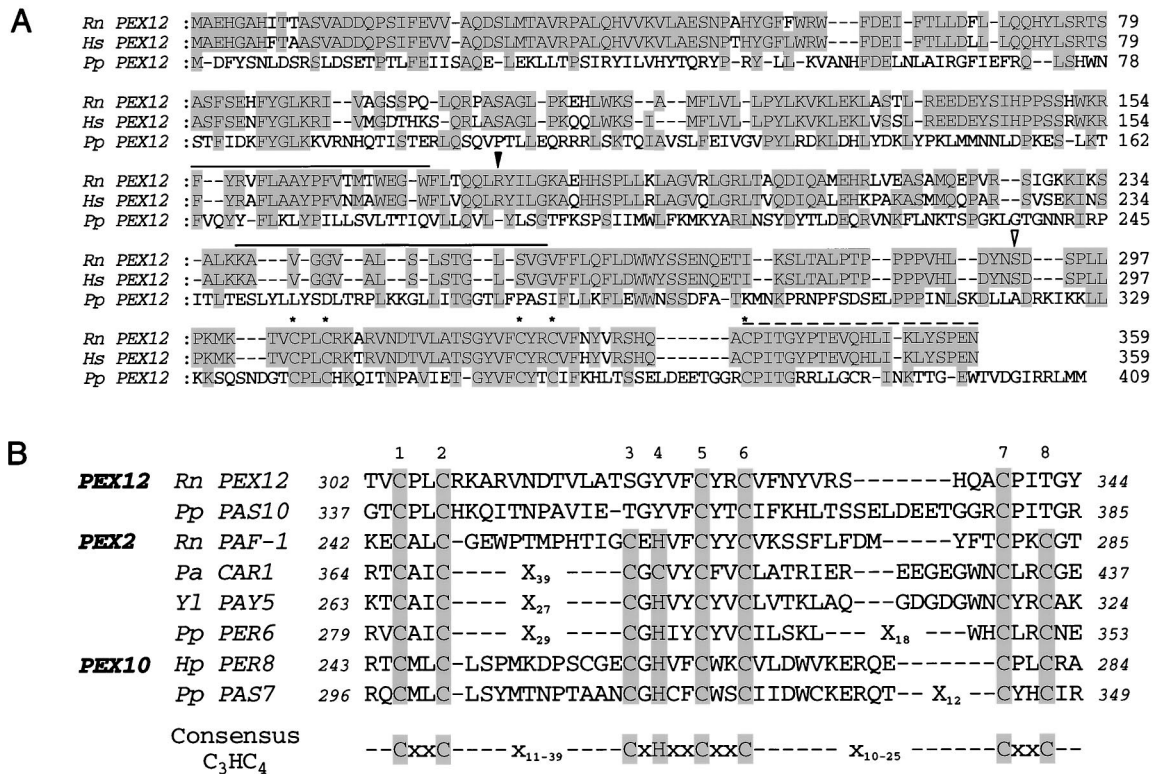 A
Rn PEX12 :MAEHGAHITTASVADDQPSIFEVV-AQDSLMTAVRPALQHVVKVLAESNPAHYGFFWRW---FDEI-FTLLDFL-LQQHYLSRTS 79
Hs PEX12 :MAEHGAHFTAASVADDQPSIFEVV-AQDSLMTAVRPALQHVVKVLAESNPTHYGFLWRW---FDEI-FTLLDLL-LQQHYLSRTS 79
Pp PEX12 :M-DFYSNLDSRSLDSETPTLFEIISAQE-LEKLLTPSIRYILVHYTQRYP-RY-LL-KVANHFDELNLAIRGFIEFRQ--LSHWN 78
Rn PEX12 :ASFSEHFYGLKRI--VAGSSPQ-LQRPASAGL-PKEHLWKS--A--MFLVL-LPYLKVKLEKLASTL-REEDEYSIHPPSSHWKR 154
Hs PEX12 :ASFSENFYGLKRI--VMGDTHKS-QRLASAGL-PKQQLWKS--I--MFLVL-LPYLKVKLEKLVSSL-REEDEYSIHPPSSRWKR 154
Pp PEX12 :STFIDKFYGLKKVRNHQTISTERLQSQVPTLLEQRRRLSKTQIAVSLFEIVGVPYLRDKLDHLYDKLYPKLMMNNLDPKES-LKT 162
Rn PEX12 :F--YRVFLAAYPFVTMTWEG-WFLTQQLRYILGKAEHHSPLLKLAGVRLGRLTAQDIQAMEHRLVEASAMQEPVR---SIGKKIKS 234
Hs PEX12 :F--YRAFLAAYPFVNMAWEG-WFLVQQLRYILGKAQHHSPLLRLAGVQLGRLTVQDIQALEHKPAKASMMQQPAR---SVSEKINS 234
Pp PEX12 :FVQYY-FLKLYPILLSVLTTIQVLLQVL-YLSGTFKSPSIIMWLFKMKYARLNSYDYTLDEQRVNKFLNKTSPGKLGTGNNRIRP 245
Rn PEX12 :-ALKKA---V-GGV--AL--S-LSTG--L-SVGVFFLQFLDWWYSSENQETI--KSLTALPTP---PPPVHL--DYNSD---SPLL 297
Hs PEX12 :-ALKKA---V-GGV--AL--S-LSTG--L-SVGVFFLQFLDWWYSSENQETI--KSLTALPTP---PPPVHL--DYNSD---SPLL 297
Pp PEX12 :ITLTESLYLLYSDLTRPLKKGLLITGGTLFPASIFLLKFLEWWNSSDFA-TKMNKPRNPFSDSELPPPINLSKDLLADRKIKKLL 329
* * * * *
Rn PEX12 :PKMK----TVCPLCRKARVNDTVLATSGYVFCYRCVFNYVRSHQ-------ACPITGYPTEVQHLI-KLYSPEN 359
Hs PEX12 :PKMK----TVCPLCRKTRVNDTVLATSGYVFCYRCVFHYVRSHQ-------ACPITGYPTEVQHLI-KLYSPEN 359
Pp PEX12 :KKSQSNDGTCPLCHKQITNPAVIET-GYVFCYTCIFKHLTSSELDEETGGRCPITGRRLLGCR-INKTTG-EWTVDGIRRLMM 409
B
1 2 3 4 5 6 7 8
PEX12 Rn PEX12 302 TVCPLCRKARVNDTVLATSGYVFCYRCVFNYVRS-------HQACPITGY 344
Pp PAS10 337 GTCPLCHKQITNPAVIE-TGYVFCYTCIFKHLTSSELDEETGGRCPITGR 385
PEX2 Rn PAF-1 242 KECALC-GEWPTMPHTIGCEHVFCYYCVKSSFLFDM-----YFTCPKCGT 285
Pa CAR1 364 RTCAIC---- X39 ----CGCVYCFVCLATRIER---EEGEGWNCLRCGE 437
Yl PAY5 263 KTCAIC---- X27 ----CGHVYCYVCLVTKLAQ---GDGDGWNCYRCAK 324
Pp PER6 279 RVCAIC---- X29 ----CGHIYCYVCILSKL--- X18 ---WHCLRCNE 353
PEX10 Hp PER8 243 RTCMLC-LSPMKDPSCGECGHVFCWKCVLDWVKERQE-------CPLCRA 284
Pp PAS7 296 RQCMLC-LSYMTNPTAANCGHCFCWSCIIDWCKERQT-- X12 --CYHCIR 349
Consensus C3HC4 --CxxC---- X11-39 ----CxHxxCxxC------ X10-25 ------CxxC--